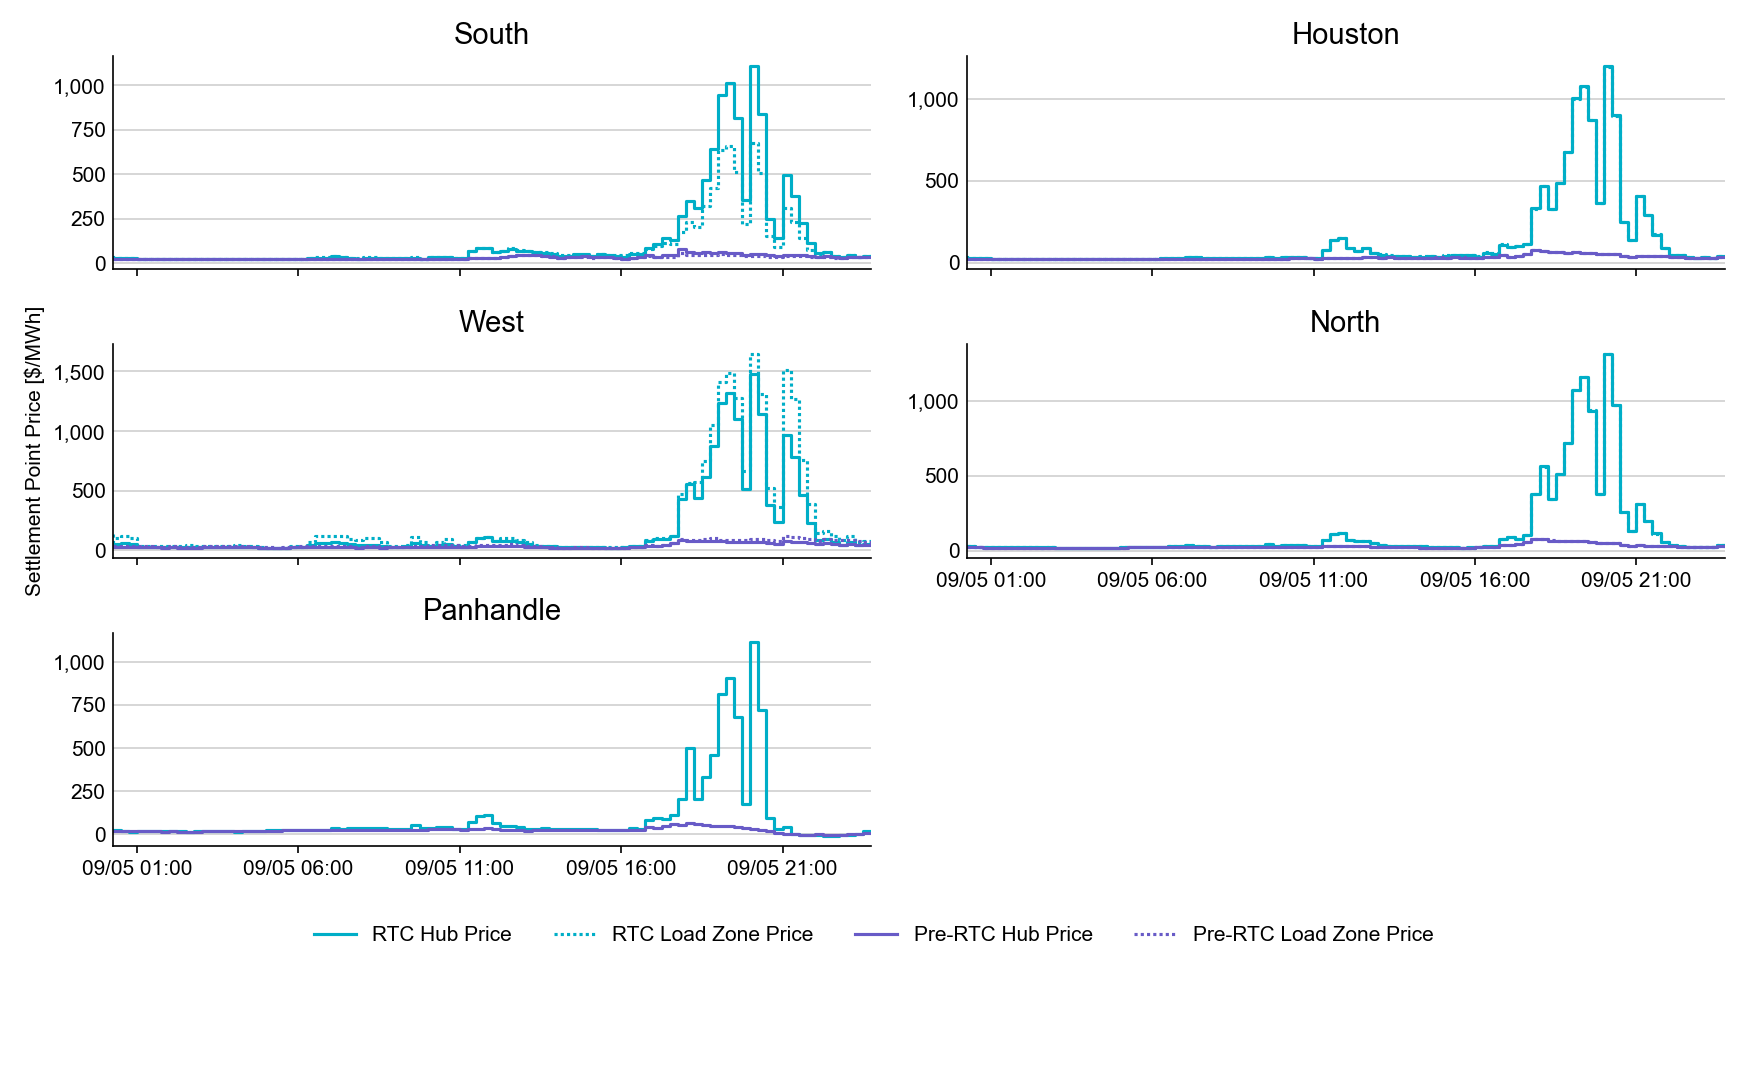 South
1,000
750
500
250
0
Houston
1,000
500
0
Settlement Point Price [$/MWh]
West
1,500
1,000
500
0
North
1,000
500
0
09/05 01:00 09/05 06:00 09/05 11:00 09/05 16:00 09/05 21:00
Panhandle
1,000
750
500
250
0
09/05 01:00 09/05 06:00 09/05 11:00 09/05 16:00 09/05 21:00
RTC Hub Price RTC Load Zone Price Pre-RTC Hub Price Pre-RTC Load Zone Price